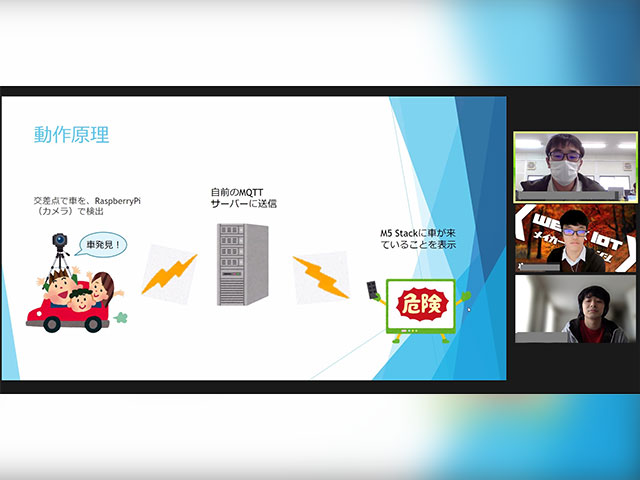 動作原理
交差点で車を、RaspberryPi
（カメラ）で検出
車発見！
自前のMQTT
サーバーに送信
M5 Stackに車が来
ていることを表示
危険
IOT
メイカー